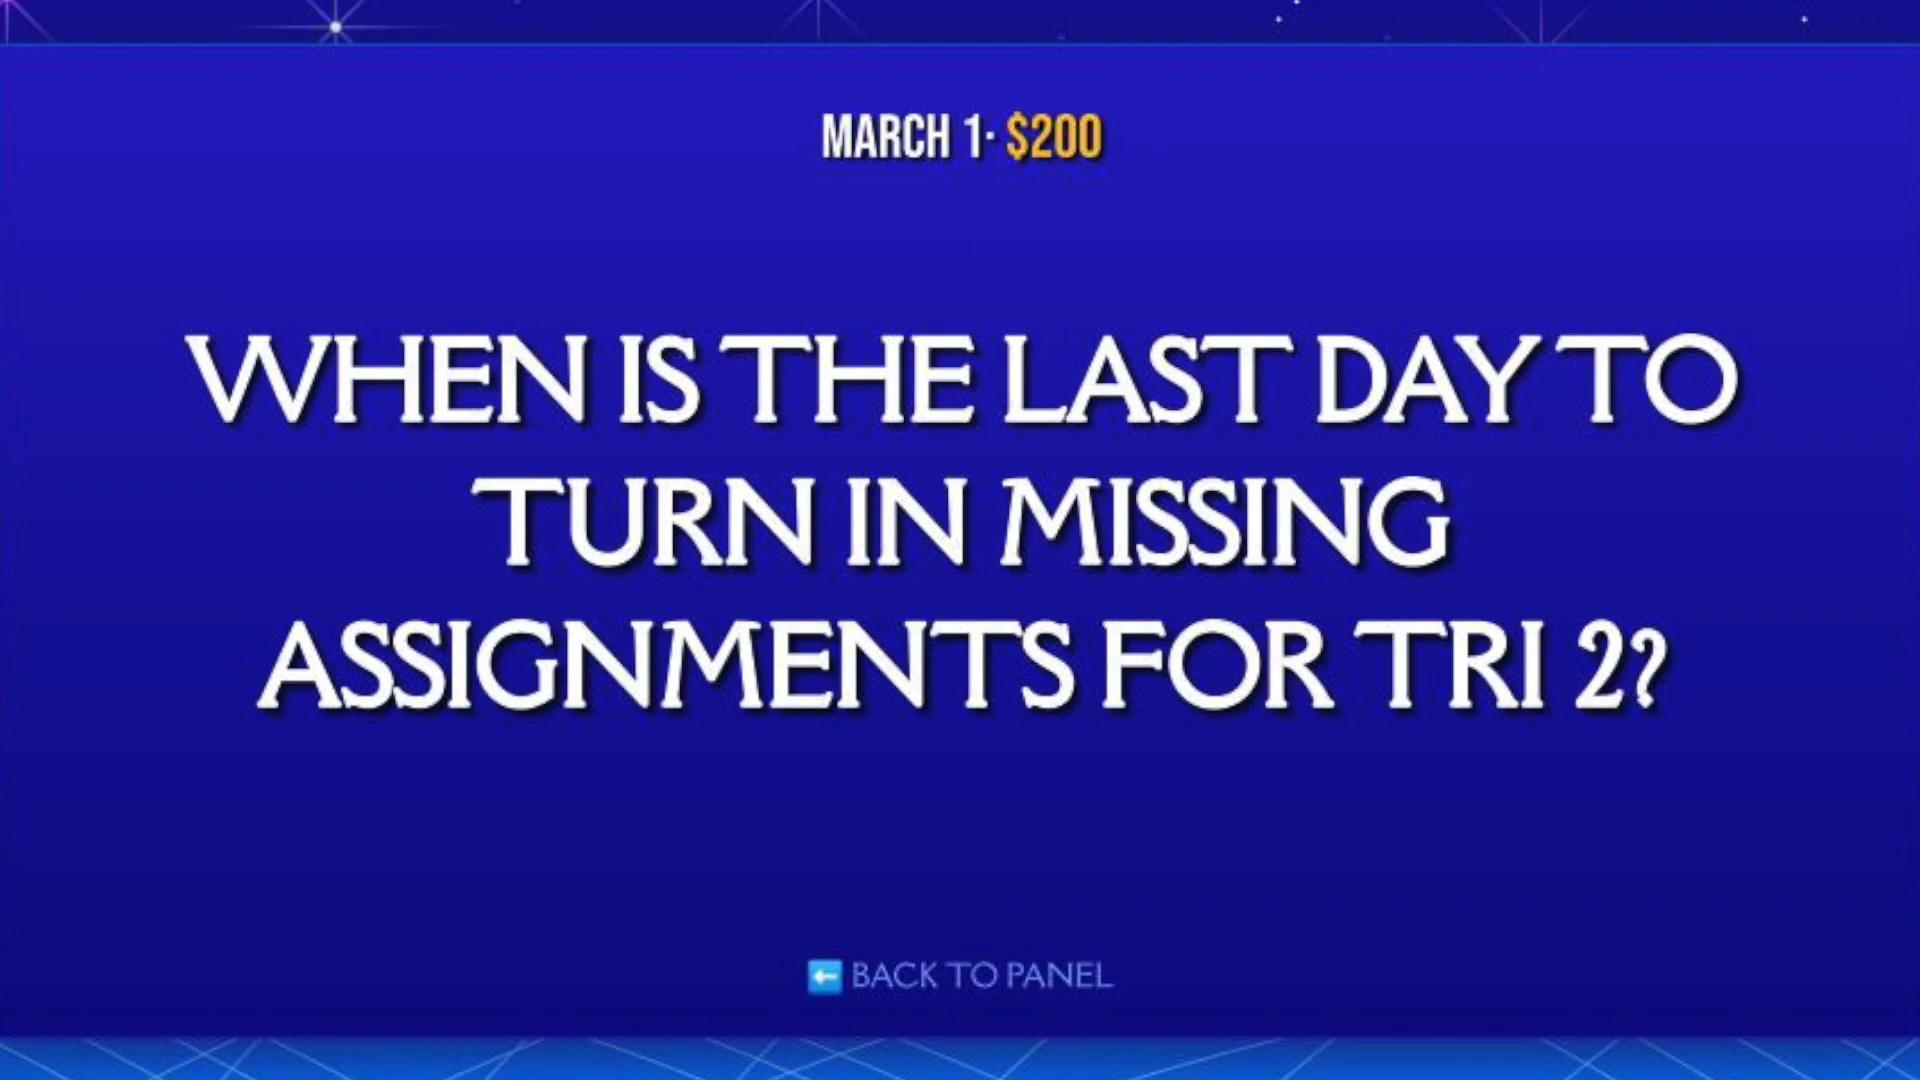 MARCH 1· $200
WHEN IS THE LAST DAY TO
TURN IN MISSING
ASSIGNMENTS FOR TRI 2?
BACK TO PANEL